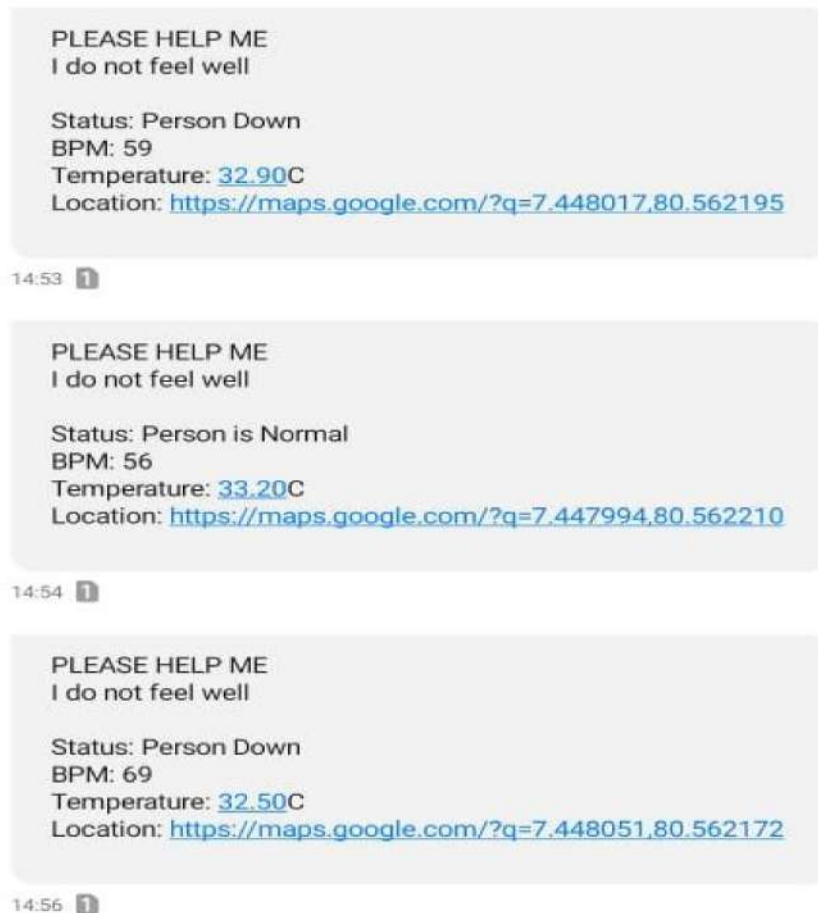 PLEASE HELP ME
I do not feel well
Status: Person Down
BPM: 59
Temperature: 32.90C
Location: https://maps.google.com/?q=7.448017,80.562195
14:53 1
PLEASE HELP ME
I do not feel well
Status: Person is Normal
BPM: 56
Temperature: 33.20C
Location: https://maps.google.com/?q=7.447994,80.562210
14:54 1
PLEASE HELP ME
I do not feel well
Status: Person Down
BPM: 69
Temperature: 32.50C
Location: https://maps.google.com/?q=7.448051,80.562172
14:56 1